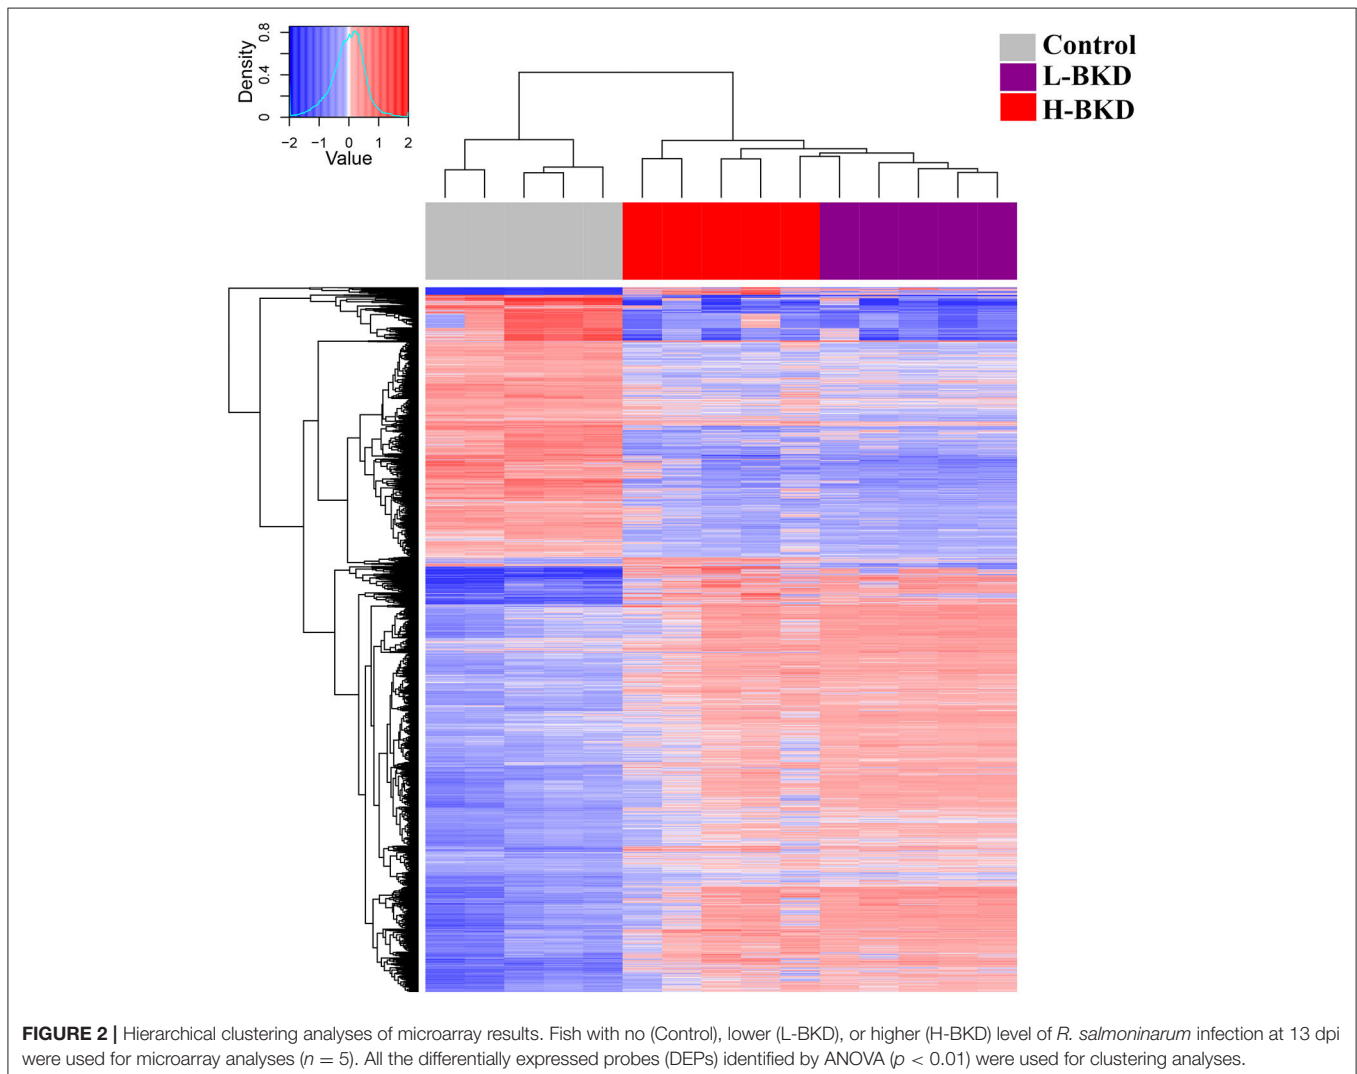 Density
0.8
0.4
0
−2 −1 0 1 2
Value
Control
L-BKD
H-BKD
FIGURE 2 | Hierarchical clustering analyses of microarray results. Fish with no (Control), lower (L-BKD), or higher (H-BKD) level of R. salmoninarum infection at 13 dpi
were used for microarray analyses (n = 5). All the differentially expressed probes (DEPs) identified by ANOVA (p < 0.01) were used for clustering analyses.